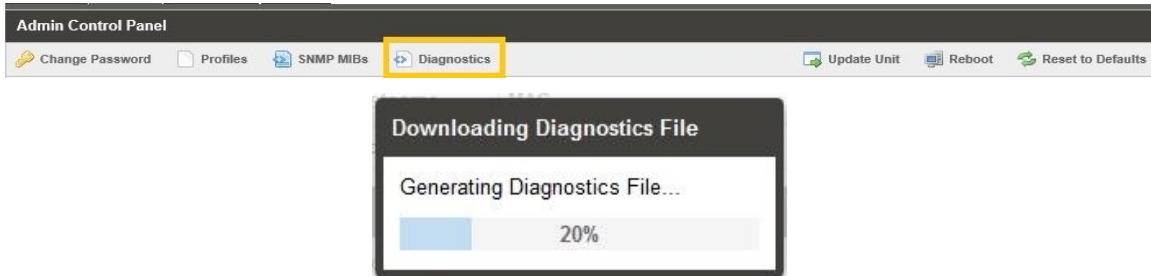 Admin Control Panel
Change Password Profiles SNMP MIBs Diagnostics Update Unit Reboot Reset to Defaults
Downloading Diagnostics File
Generating Diagnostics File...
20%